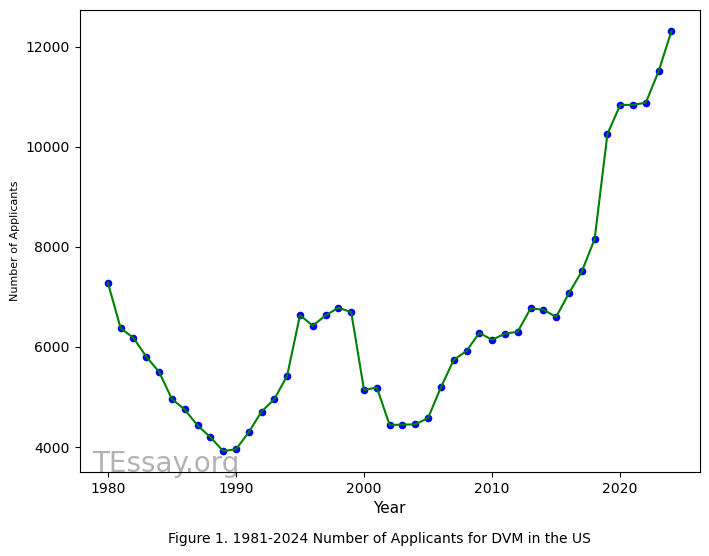 12000
10000
8000
6000
4000
Number of Applicants
TEssay.org
1980 1990 2000 2010 2020
Year
Figure 1. 1981-2024 Number of Applicants for DVM in the US